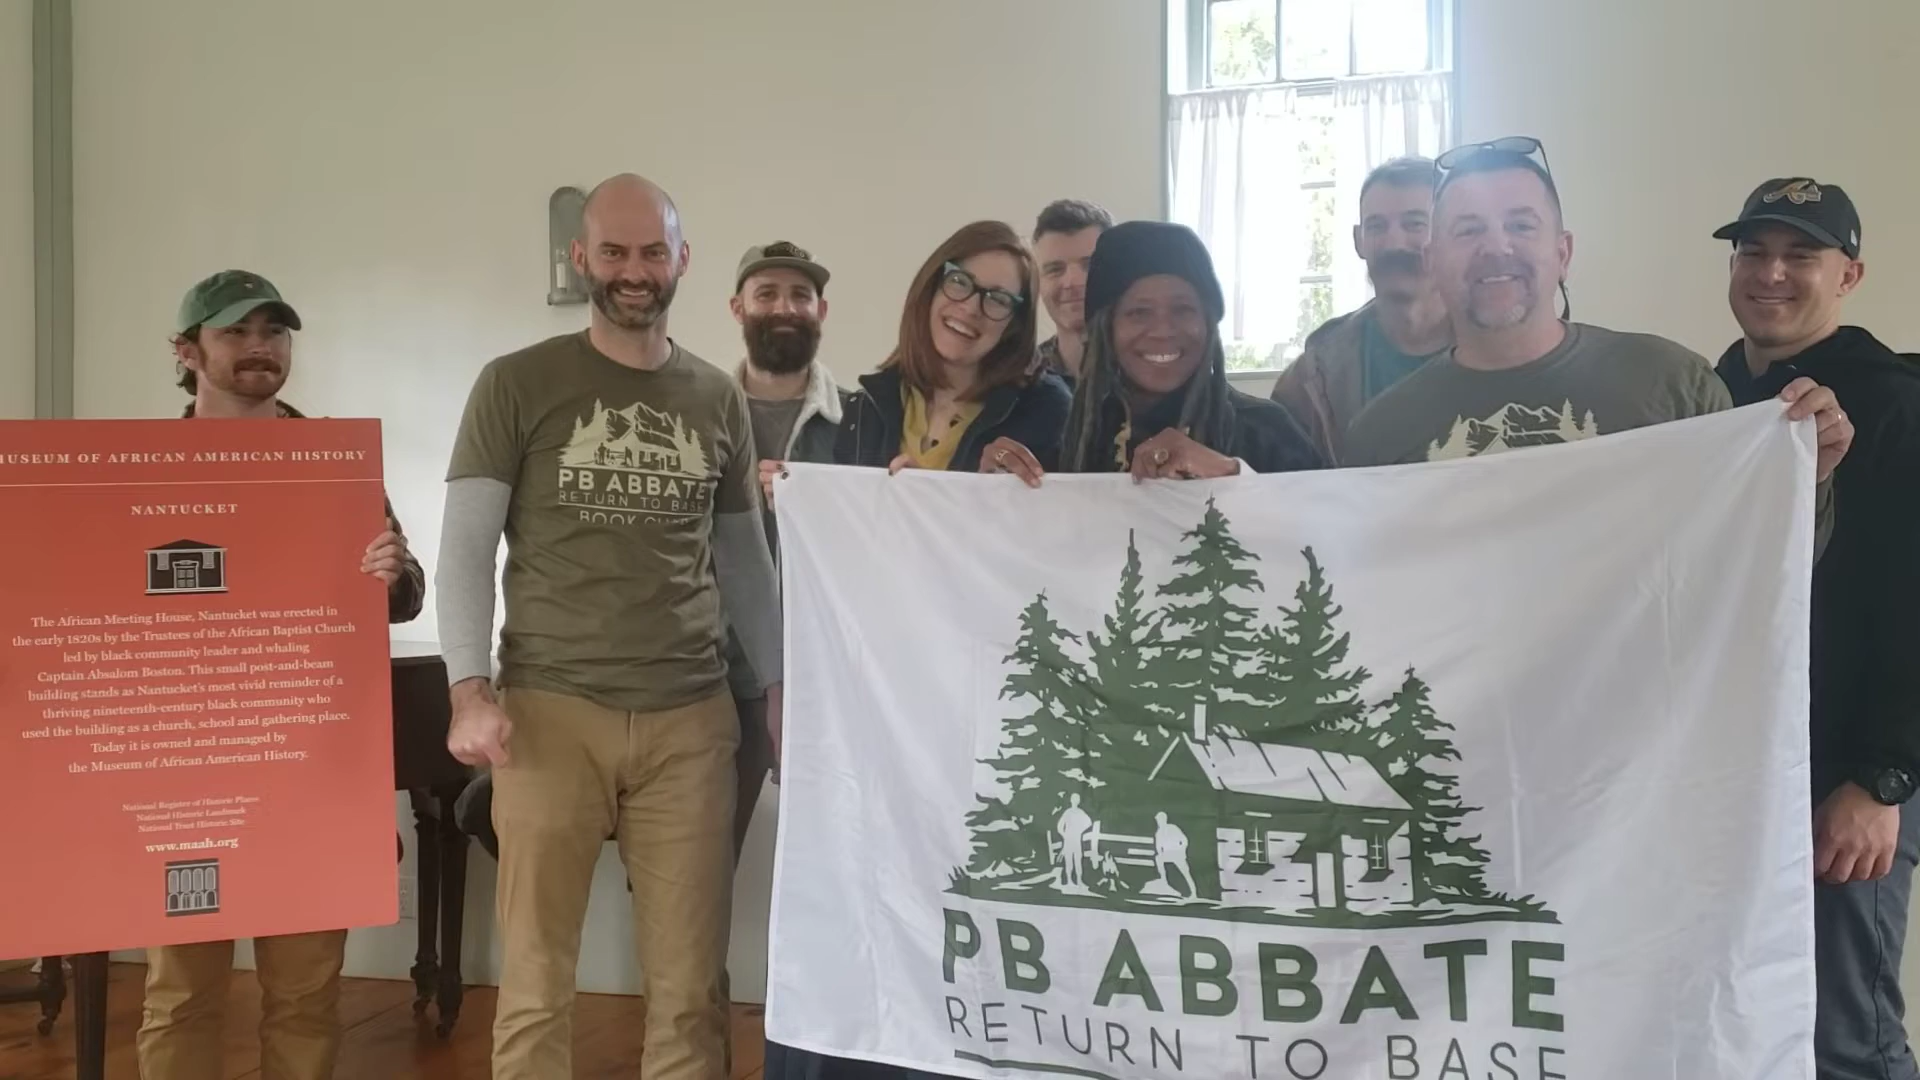 MUSEUM OF AFRICAN AMERICAN HISTORY
NANTUCKET
The African Meeting House, Nantucket was erected in
the early 1820s by the Trustees of the African Baptist Church
led by black community leader and whaling
Captain Absalom Boston. This small post-and-beam
building stands as Nantucket's most vivid reminder of a
thriving nineteenth-century black community who
used the building as a church, school and gathering place.
Today it is owned and managed by
the Museum of African American History.
National Register of Historic Places
National Historic Landmark
National Trust Historic Site
www.maah.org
PB ABBATE
RETURN TO BASE
BOOK
PB ABBATE
RETURN TO BASE
A